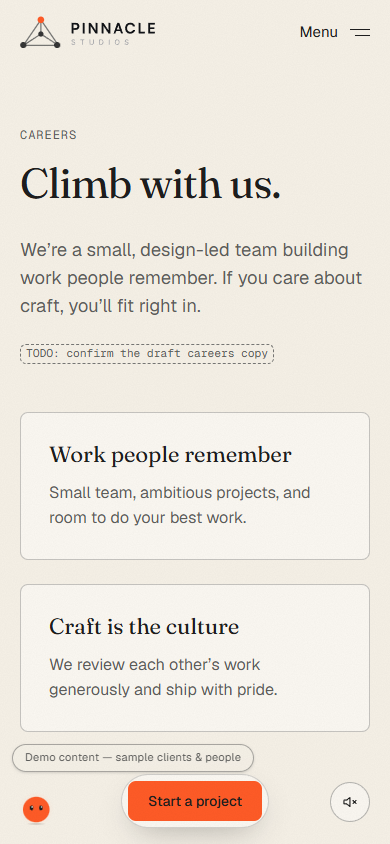 PINNACLE
STUDIOS
Menu
CAREERS
Climb with us.
We’re a small, design-led team building
work people remember. If you care about
craft, you’ll fit right in.
TODO: confirm the draft careers copy
Work people remember
Small team, ambitious projects, and
room to do your best work.
Craft is the culture
We review each other’s work
generously and ship with pride.
Demo content — sample clients & people
Start a project